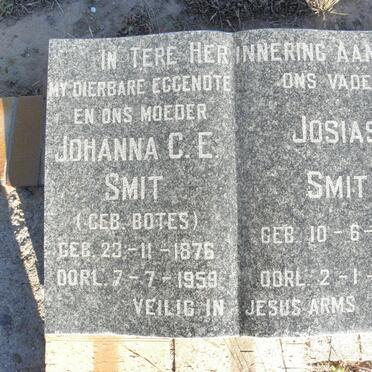 IN TERE HERINNERING AAN
MY DIERBARE EGGENOTE
EN ONS MOEDER
JOHANNA C. E.
SMIT
(GEB. BOTES)
GEB. 23-11-1876
OORL. 7-7-1959
ONS VADE
JOSIAS
SMIT
GEB. 10-6-
OORL. 2-1-
VEILIG IN JESUS ARMS